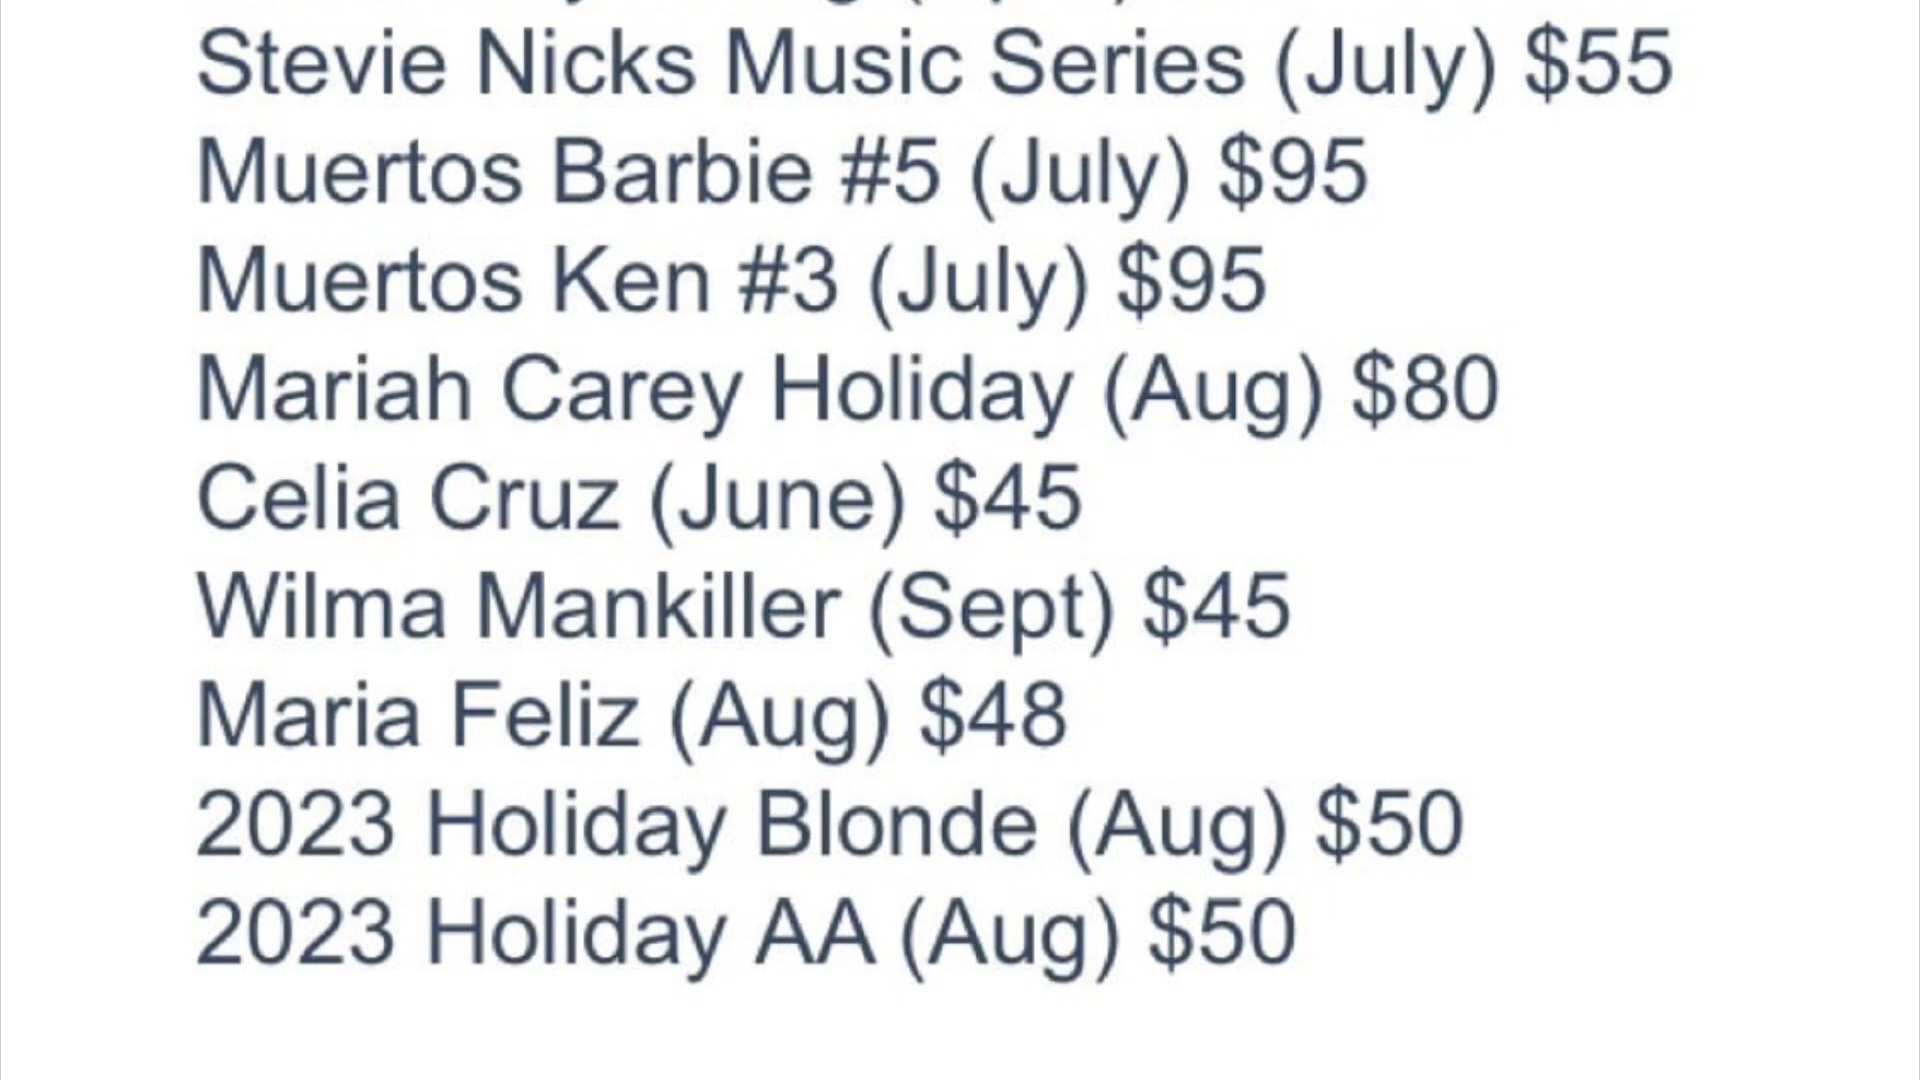 Stevie Nicks Music Series (July) $55
Muertos Barbie #5 (July) $95
Muertos Ken #3 (July) $95
Mariah Carey Holiday (Aug) $80
Celia Cruz (June) $45
Wilma Mankiller (Sept) $45
Maria Feliz (Aug) $48
2023 Holiday Blonde (Aug) $50
2023 Holiday AA (Aug) $50